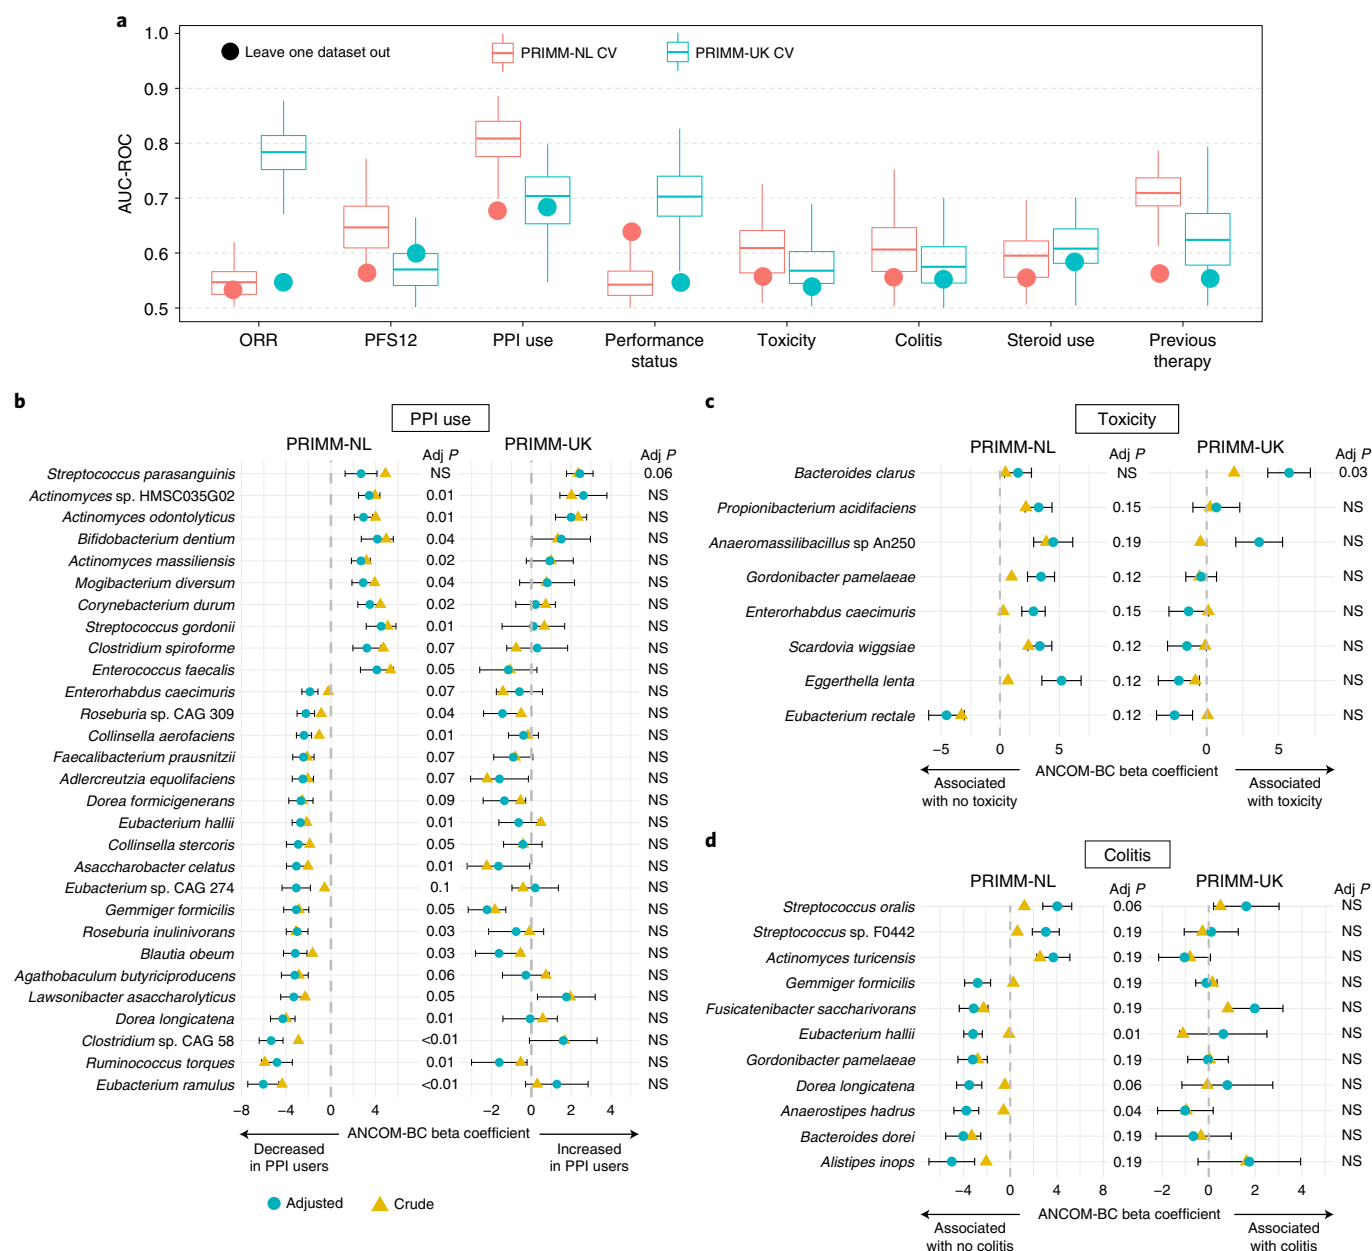 a
1.0
0.9
0.8
0.7
0.6
0.5
AUC-ROC
Leave one dataset out
PRIMM-NL CV
PRIMM-UK CV
ORR
PFS12
PPI use
Performance
status
Toxicity
Colitis
Steroid use
Previous
therapy
b
PPI use
PRIMM-NL
PRIMM-UK
Adj P
Adj P
Streptococcus parasanguinis NS 0.06
Actinomyces sp. HMSC035G02 0.01 NS
Actinomyces odontolyticus 0.01 NS
Bifidobacterium dentium 0.04 NS
Actinomyces massiliensis 0.02 NS
Mogibacterium diversum 0.04 NS
Corynebacterium durum 0.02 NS
Streptococcus gordonii 0.01 NS
Clostridium spiroforme 0.07 NS
Enterococcus faecalis 0.05 NS
Enterorhabdus caecimuris 0.07 NS
Roseburia sp. CAG 309 0.04 NS
Collinsella aerofaciens 0.01 NS
Faecalibacterium prausnitzii 0.07 NS
Adlercreutzia equolifaciens 0.07 NS
Dorea formicigenerans 0.09 NS
Eubacterium hallii 0.01 NS
Collinsella stercoris 0.05 NS
Asaccharobacter celatus 0.01 NS
Eubacterium sp. CAG 274 0.1 NS
Gemmiger formicilis 0.05 NS
Roseburia inulinivorans 0.03 NS
Blautia obeum 0.03 NS
Agathobaculum butyriciproducens 0.06 NS
Lawsonibacter asaccharolyticus 0.05 NS
Dorea longicatena 0.01 NS
Clostridium sp. CAG 58 <0.01 NS
Ruminococcus torques 0.01 NS
Eubacterium ramulus <0.01 NS
−8 −4 0 4 −2 0 2 4
ANCOM-BC beta coefficient
Decreased
in PPI users
Increased
in PPI users
Adjusted
Crude
c
Toxicity
PRIMM-NL
PRIMM-UK
Adj P
Adj P
Bacteroides clarus NS 0.03
Propionibacterium acidifaciens 0.15 NS
Anaeromassilibacillus sp An250 0.19 NS
Gordonibacter pamelaeae 0.12 NS
Enterorhabdus caecimuris 0.15 NS
Scardovia wiggsiae 0.12 NS
Eggerthella lenta 0.12 NS
Eubacterium rectale 0.12 NS
−5 0 5 0 5
ANCOM-BC beta coefficient
Associated
with no toxicity
Associated
with toxicity
d
Colitis
PRIMM-NL
PRIMM-UK
Adj P
Adj P
Streptococcus oralis 0.06 NS
Streptococcus sp. F0442 0.19 NS
Actinomyces turicensis 0.19 NS
Gemmiger formicilis 0.19 NS
Fusicatenibacter saccharivorans 0.19 NS
Eubacterium hallii 0.01 NS
Gordonibacter pamelaeae 0.19 NS
Dorea longicatena 0.06 NS
Anaerostipes hadrus 0.04 NS
Bacteroides dorei 0.19 NS
Alistipes inops 0.19 NS
−4 0 4 8 −2 0 2 4
ANCOM-BC beta coefficient
Associated
with no colitis
Associated
with colitis